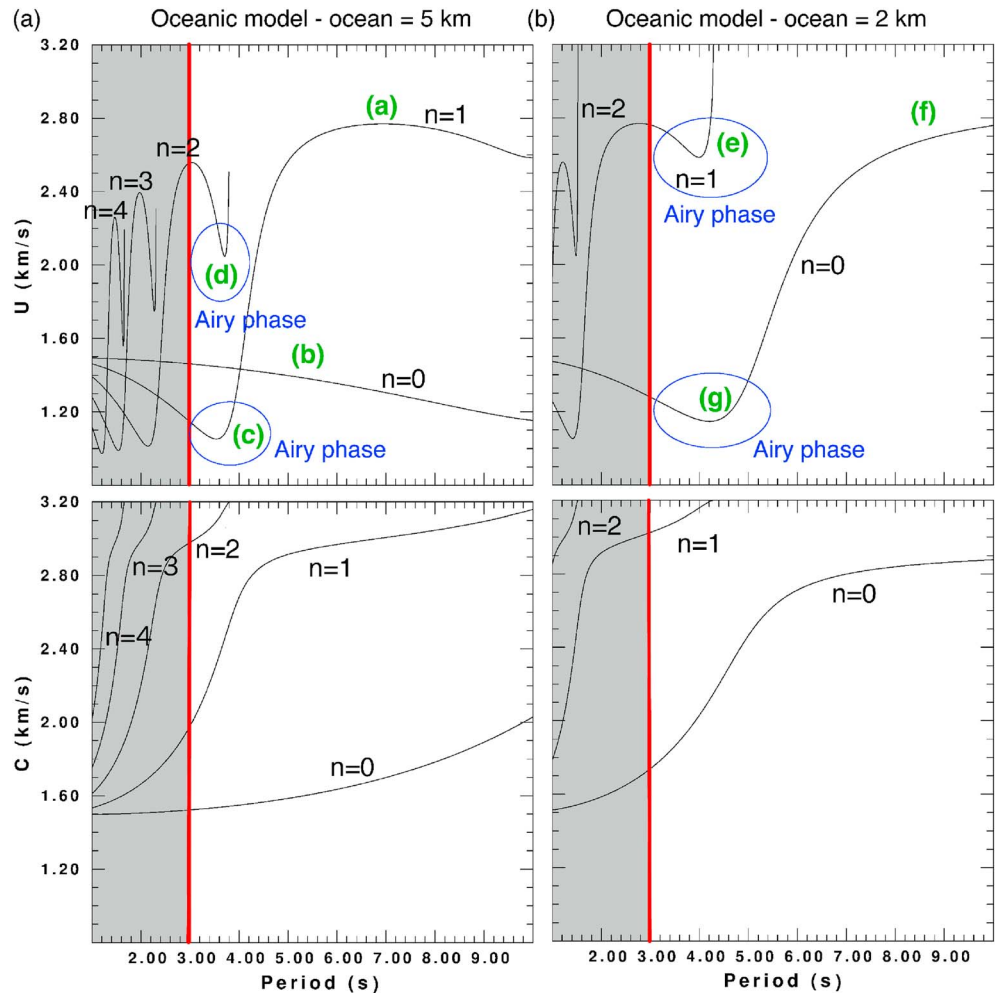 (a) Oceanic model - ocean = 5 km
(b) Oceanic model - ocean = 2 km
3.20
2.80
2.40
2.00
1.60
1.20
U (km/s)
(a)
n=1
n=2
n=3
n=4
(d)
Airy phase
(b)
n=0
(c)
Airy phase
n=2
(e)
n=1
Airy phase
(f)
n=0
(g)
Airy phase
3.20
2.80
2.40
2.00
1.60
1.20
C (km/s)
n=2
n=3
n=1
n=4
n=0
2.00 3.00 4.00 5.00 6.00 7.00 8.00 9.00
Period (s)
n=2
n=1
n=0
2.00 3.00 4.00 5.00 6.00 7.00 8.00 9.00
Period (s)